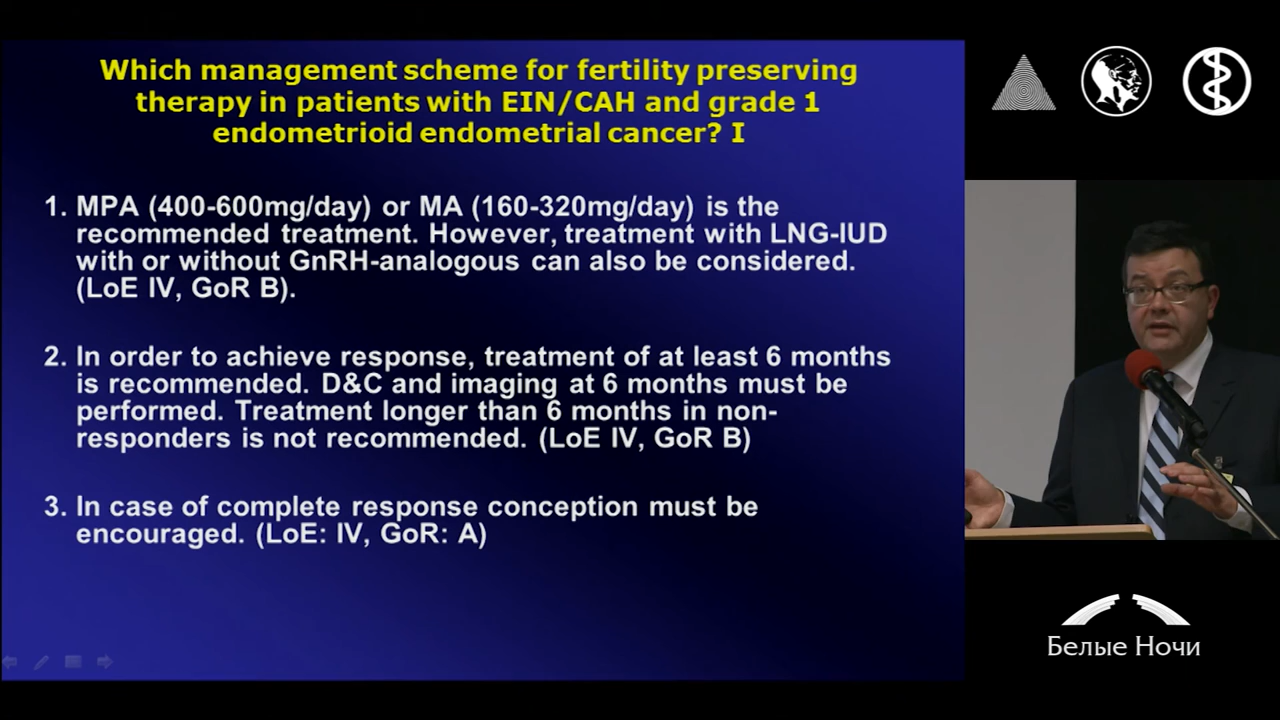 Which management scheme for fertility preserving
therapy in patients with EIN/CAH and grade 1
endometrioid endometrial cancer? I
1. MPA (400-600mg/day) or MA (160-320mg/day) is the
recommended treatment. However, treatment with LNG-IUD
with or without GnRH-analogous can also be considered.
(LoE IV, GoR B).
2. In order to achieve response, treatment of at least 6 months
is recommended. D&C and imaging at 6 months must be
performed. Treatment longer than 6 months in non-
responders is not recommended. (LoE IV, GoR B)
3. In case of complete response conception must be
encouraged. (LoE: IV, GoR: A)
Белые Ночи